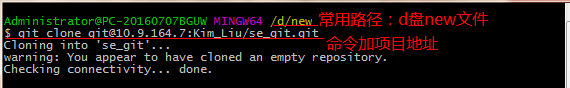 Administrator@PC-20160707BGUW MINGW64 /d/new 常用路径：d盘new文件
$ git clone git@10.9.164.7:Kim_Liu/se_git.git
命令加项目地址
Cloning into 'se_git'...
warning: You appear to have cloned an empty repository.
Checking connectivity... done.